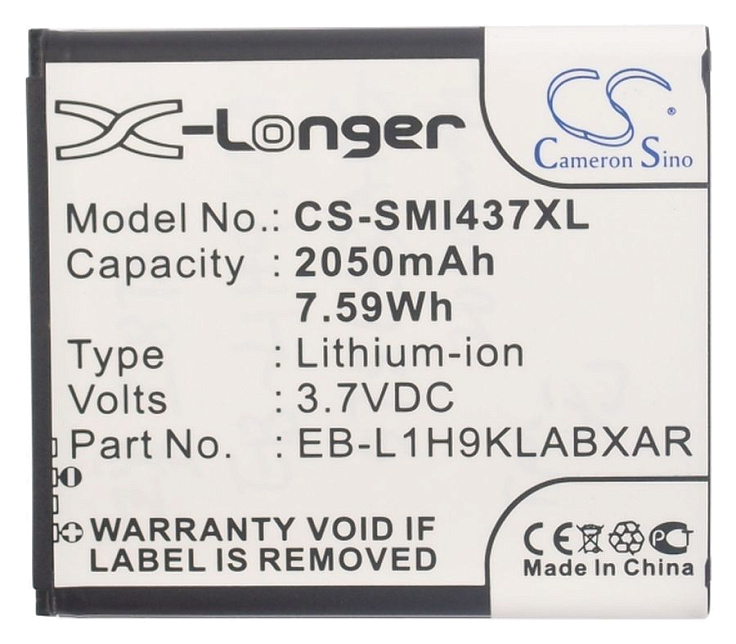 X-Longer
CS®
Cameron Sino
Model No.: CS-SMI437XL
Capacity : 2050mAh
7.59Wh
Type : Lithium-ion
Volts : 3.7VDC
Part No. : EB-L1H9KLABXAR
WARRANTY VOID IF
LABEL IS REMOVED
CE PCT
Made In China